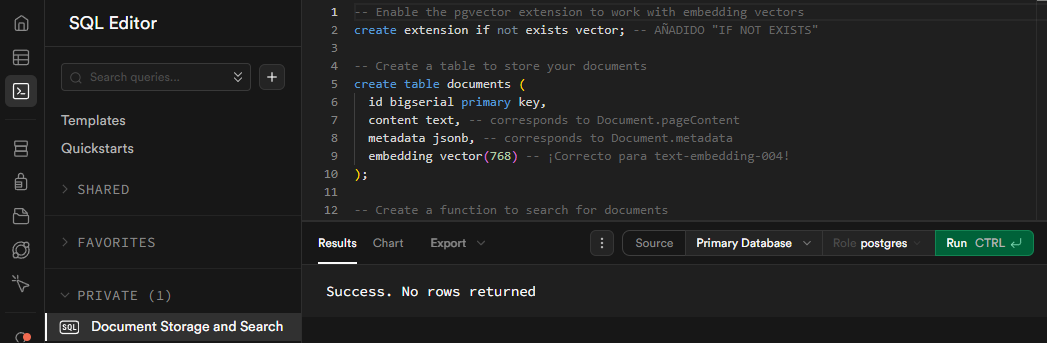 SQL Editor
Search queries...
Templates
Quickstarts
SHARED
FAVORITES
PRIVATE (1)
SQL Document Storage and Search
1 -- Enable the pgvector extension to work with embedding vectors
2 create extension if not exists vector; -- AÑADIDO "IF NOT EXISTS"
3
4 -- Create a table to store your documents
5 create table documents (
6 id bigserial primary key,
7 content text, -- corresponds to Document.pageContent
8 metadata jsonb, -- corresponds to Document.metadata
9 embedding vector(768) -- ¡Correcto para text-embedding-004!
10 );
11
12 -- Create a function to search for documents
Results Chart Export Source Primary Database Role postgres Run CTRL
Success. No rows returned